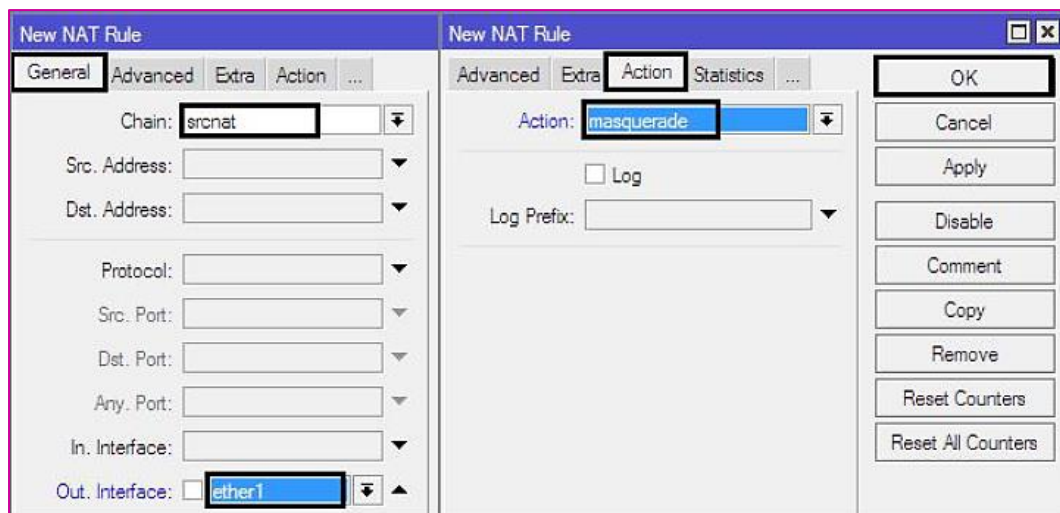 New NAT Rule
General Advanced Extra Action ...
Chain: srcnat
Src. Address:
Dst. Address:
Protocol:
Src. Port:
Dst. Port:
Any. Port:
In. Interface:
Out. Interface: ether1
New NAT Rule
Advanced Extra Action Statistics ...
Action: masquerade
Log
Log Prefix:
OK
Cancel
Apply
Disable
Comment
Copy
Remove
Reset Counters
Reset All Counters